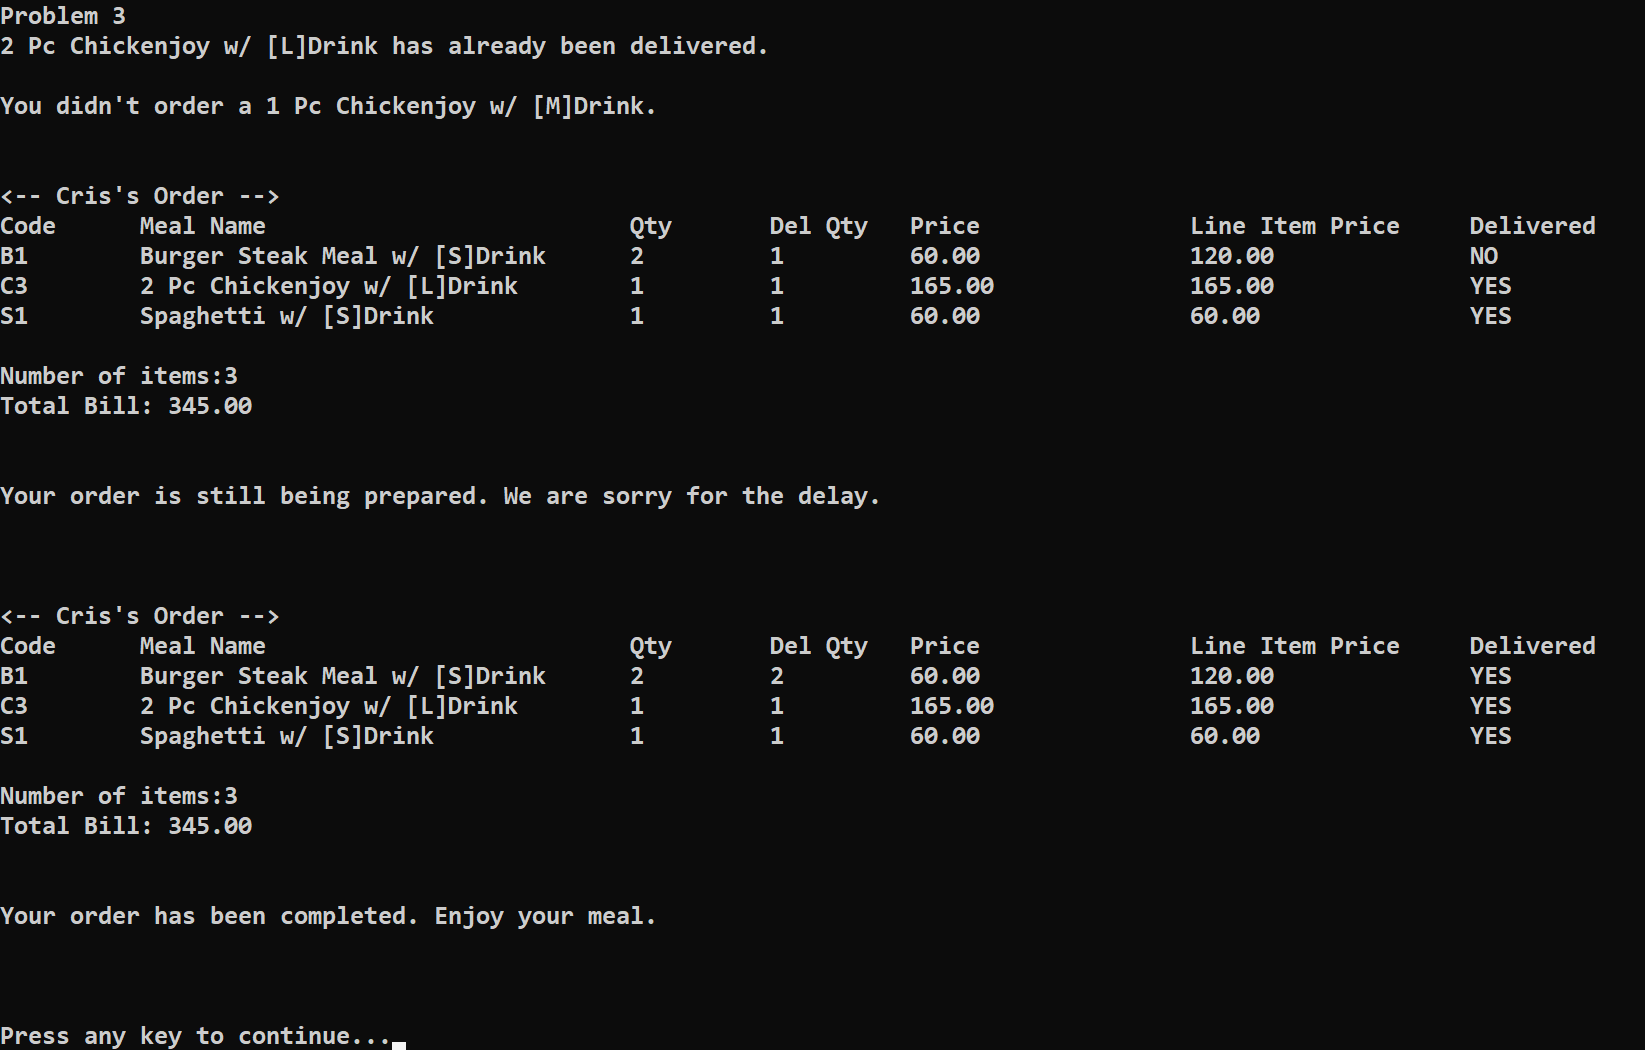 Problem 3
2 Pc Chickenjoy w/ [L]Drink has already been delivered.
You didn't order a 1 Pc Chickenjoy w/ [M]Drink.
<-- Cris's Order -->
Code Meal Name Qty Del Qty Price Line Item Price Delivered
B1 Burger Steak Meal w/ [S]Drink 2 1 60.00 120.00 NO
C3 2 Pc Chickenjoy w/ [L]Drink 1 1 165.00 165.00 YES
S1 Spaghetti w/ [S]Drink 1 1 60.00 60.00 YES
Number of items:3
Total Bill: 345.00
Your order is still being prepared. We are sorry for the delay.
<-- Cris's Order -->
Code Meal Name Qty Del Qty Price Line Item Price Delivered
B1 Burger Steak Meal w/ [S]Drink 2 2 60.00 120.00 YES
C3 2 Pc Chickenjoy w/ [L]Drink 1 1 165.00 165.00 YES
S1 Spaghetti w/ [S]Drink 1 1 60.00 60.00 YES
Number of items:3
Total Bill: 345.00
Your order has been completed. Enjoy your meal.
Press any key to continue...